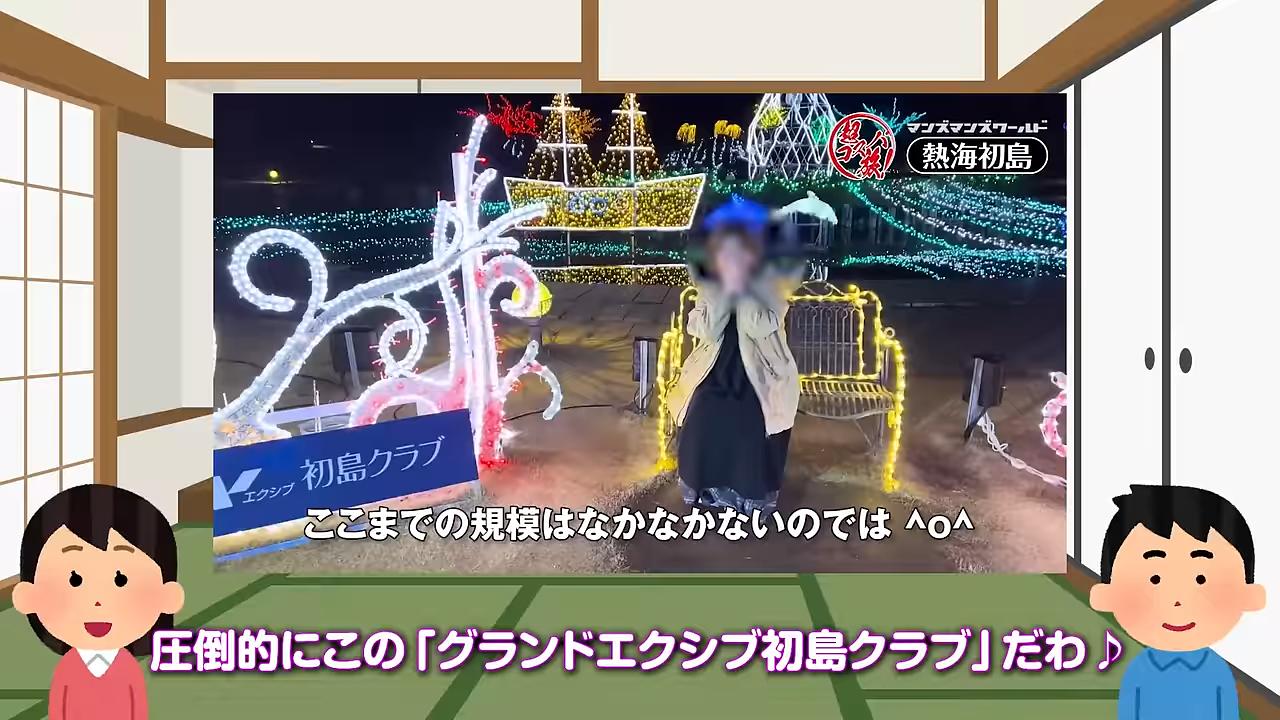 マンズマンズワールド
熱海初島
エクシブ 初島クラブ
ここまでの規模はなかなかないのでは ^o^
圧倒的にこの「グランドエクシブ初島クラブ」だわ♪